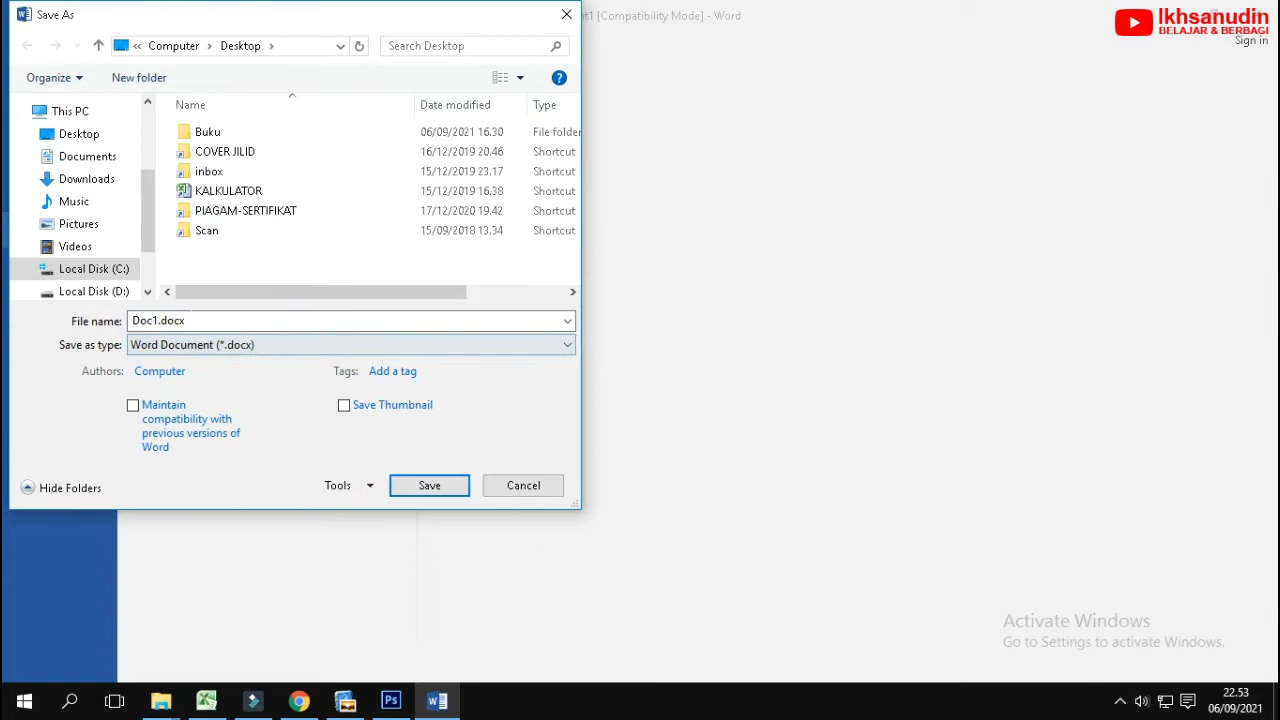 Save As
t1 [Compatibility Mode] - Word
Ikhsanudin
BELAJAR & BERBAGI
Sign in
« Computer › Desktop ›
Search Desktop
Organize
New folder
Name
Date modified
Type
This PC
Desktop
Documents
Downloads
Music
Pictures
Videos
Local Disk (C:)
Local Disk (D:)
Buku 06/09/2021 16.30 File folder
COVER JILID 16/12/2019 20.46 Shortcut
inbox 15/12/2019 23.17 Shortcut
KALKULATOR 15/12/2019 16.38 Shortcut
PIAGAM-SERTIFIKAT 17/12/2020 19.42 Shortcut
Scan 15/09/2018 13.34 Shortcut
File name: Doc1.docx
Save as type: Word Document (*.docx)
Authors: Computer
Tags: Add a tag
Maintain
compatibility with
previous versions of
Word
Save Thumbnail
Hide Folders
Tools
Save
Cancel
Activate Windows
Go to Settings to activate Windows.
Ps
22.53
06/09/2021